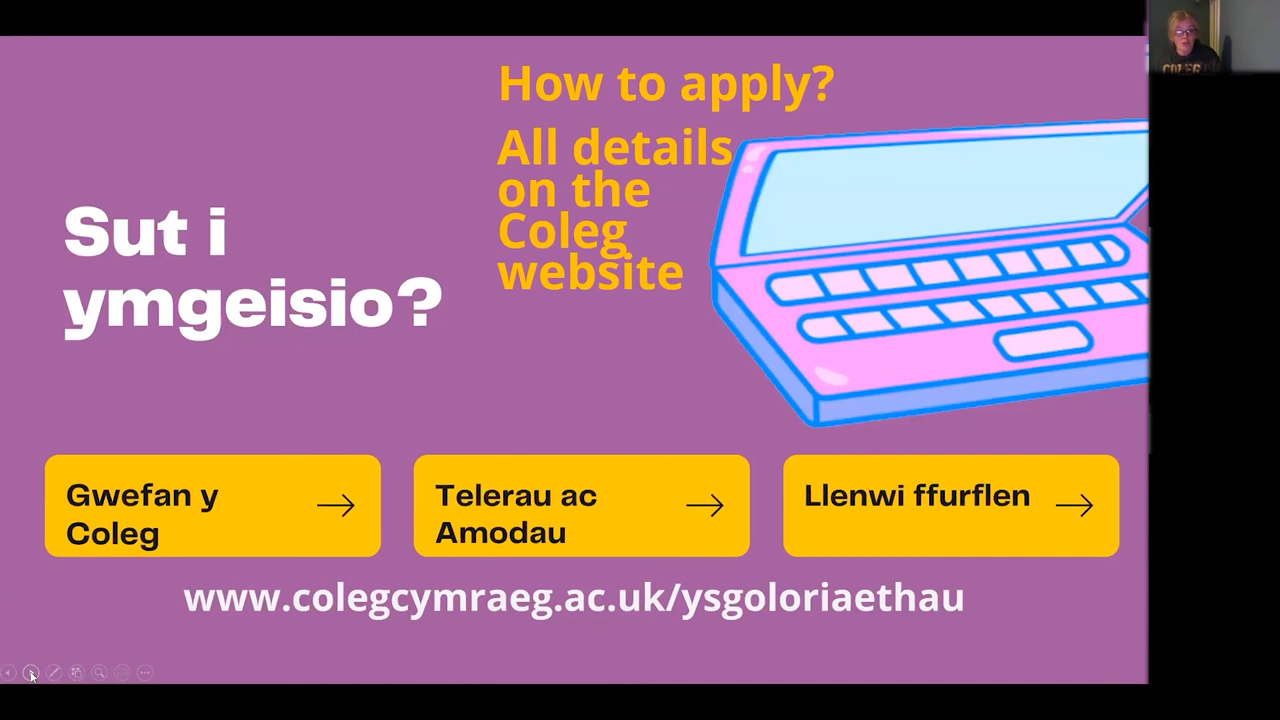 How to apply?
All details
on the
Coleg
website
Sut i
ymgeisio?
Gwefan y
Coleg
Telerau ac
Amodau
Llenwi ffurflen
www.colegcymraeg.ac.uk/ysgoloriaethau
COLEG